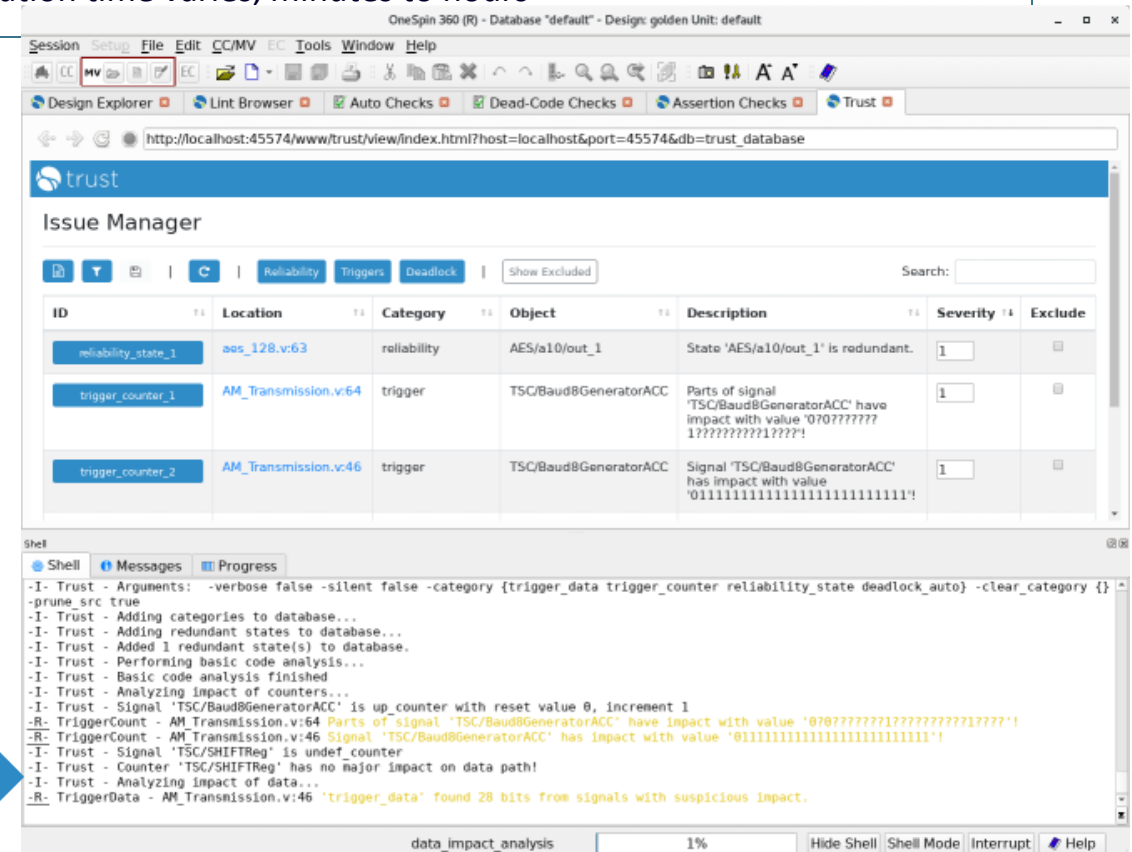 ation time varies, minutes to hours
OneSpin 360 (R) - Database "default" - Design: golden Unit: default
Session Setup File Edit CC/MV EC Tools Window Help
CC MV EC
Design Explorer Lint Browser Auto Checks Dead-Code Checks Assertion Checks Trust
http://localhost:45574/www/trust/view/index.html?host=localhost&port=45574&db=trust_database
trust
Issue Manager
| | Reliability Triggers Deadlock | Show Excluded Search:
ID Location Category Object Description Severity Exclude
reliability_state_1 aes_128.v:63 reliability AES/a10/out_1 State 'AES/a10/out_1' is redundant. 1
trigger_counter_1 AM_Transmission.v:64 trigger TSC/Baud8GeneratorACC Parts of signal 1
'TSC/Baud8GeneratorACC' have
impact with value '0?0???????
1??????????1????'!
trigger_counter_2 AM_Transmission.v:46 trigger TSC/Baud8GeneratorACC Signal 'TSC/Baud8GeneratorACC' 1
has impact with value
Shell
Shell Messages Progress
-I- Trust - Arguments: -verbose false -silent false -category {trigger_data trigger_counter reliability_state deadlock_auto} -clear_category {}
-prune_src true
-I- Trust - Adding categories to database...
-I- Trust - Adding redundant states to database...
-I- Trust - Added 1 redundant state(s) to database.
-I- Trust - Performing basic code analysis...
-I- Trust - Basic code analysis finished
-I- Trust - Analyzing impact of counters...
-I- Trust - Signal 'TSC/Baud8GeneratorACC' is up_counter with reset value 0, increment 1
-R- TriggerCount - AM_Transmission.v:64 Parts of signal 'TSC/Baud8GeneratorACC' have impact with value '0?0???????1??????????1????'!
-R- TriggerCount - AM_Transmission.v:46 Signal 'TSC/Baud8GeneratorACC' has impact with value
-I- Trust - Signal 'TSC/SHIFTReg' is undef_counter
-I- Trust - Counter 'TSC/SHIFTReg' has no major impact on data path!
-I- Trust - Analyzing impact of data...
-R- TriggerData - AM_Transmission.v:46 'trigger_data' found 28 bits from signals with suspicious impact.
data_impact_analysis 1% Hide Shell Shell Mode Interrupt Help